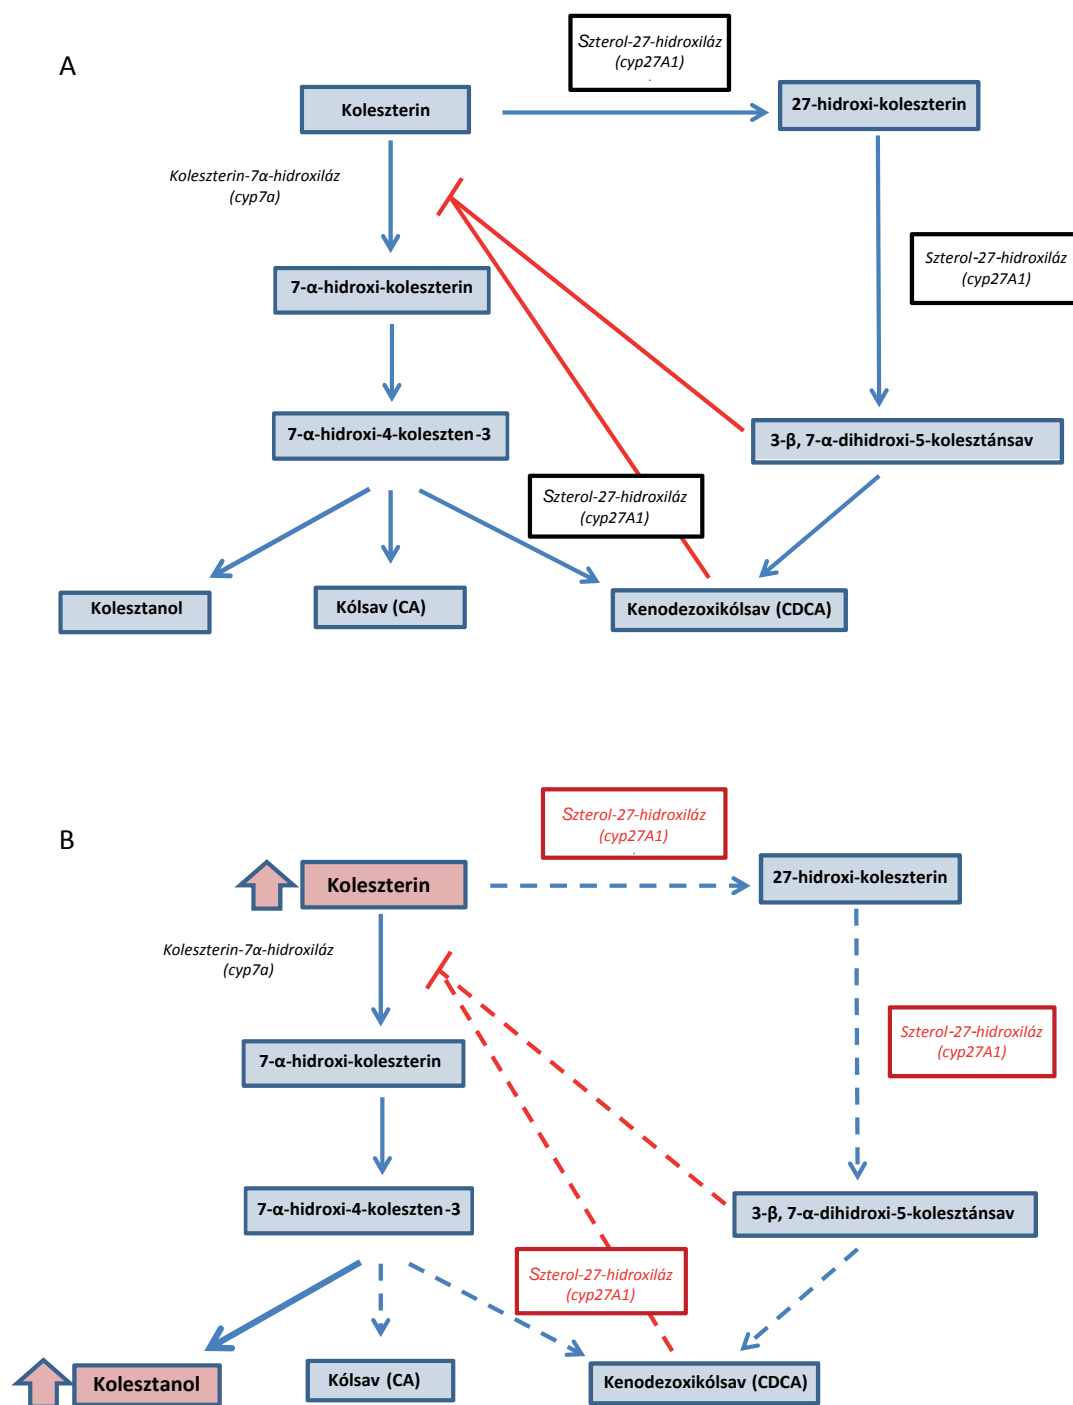 A
Szterol-27-hidroxiláz
(cyp27A1)
.
Koleszterin
27-hidroxi-koleszterin
Koleszterin-7α-hidroxiláz
(cyp7a)
Szterol-27-hidroxiláz
(cyp27A1)
7-α-hidroxi-koleszterin
7-α-hidroxi-4-koleszten-3
3-β, 7-α-dihidroxi-5-kolesztánsav
Szterol-27-hidroxiláz
(cyp27A1)
Kolesztanol
Kólsav (CA)
Kenodezoxikólsav (CDCA)
B
Szterol-27-hidroxiláz
(cyp27A1)
.
Koleszterin
27-hidroxi-koleszterin
Koleszterin-7α-hidroxiláz
(cyp7a)
Szterol-27-hidroxiláz
(cyp27A1)
7-α-hidroxi-koleszterin
7-α-hidroxi-4-koleszten-3
3-β, 7-α-dihidroxi-5-kolesztánsav
Szterol-27-hidroxiláz
(cyp27A1)
Kolesztanol
Kólsav (CA)
Kenodezoxikólsav (CDCA)